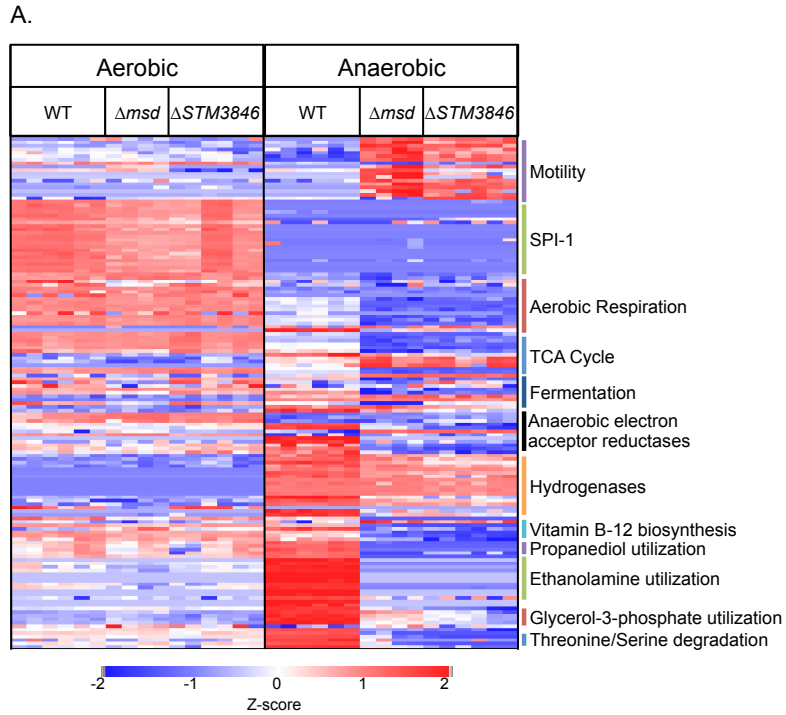 A.
Aerobic Anaerobic
WT Δmsd ΔSTM3846 WT Δmsd ΔSTM3846
Motility
SPI-1
Aerobic Respiration
TCA Cycle
Fermentation
Anaerobic electron
acceptor reductases
Hydrogenases
Vitamin B-12 biosynthesis
Propanediol utilization
Ethanolamine utilization
Glycerol-3-phosphate utilization
Threonine/Serine degradation
-2 -1 0 1 2
Z-score